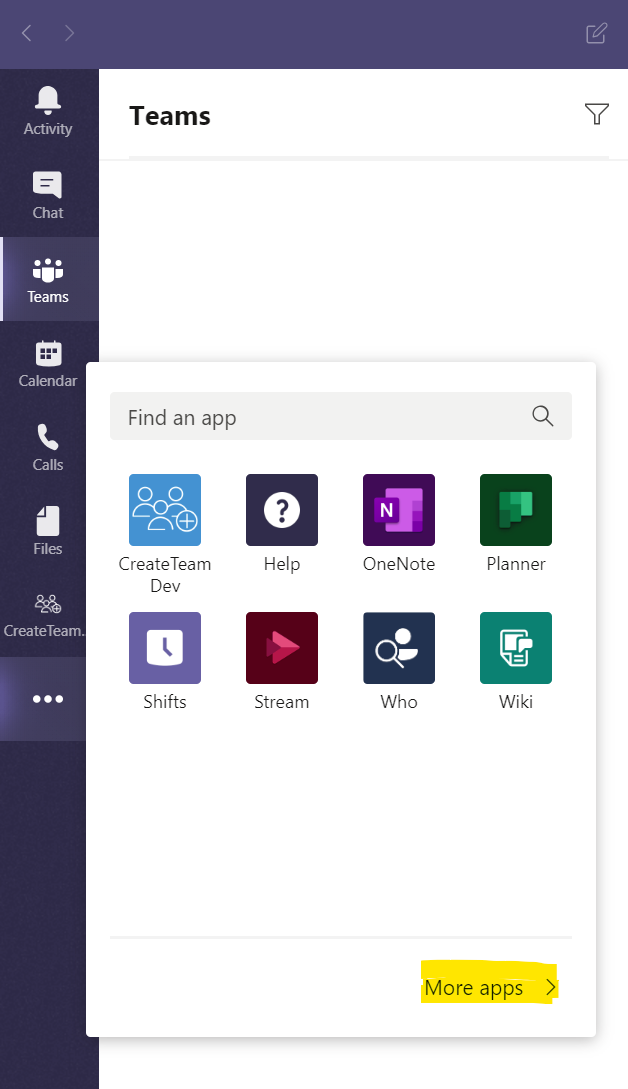 Activity
Chat
Teams
Calendar
Calls
Files
CreateTeam..
Teams
Find an app
CreateTeam
Dev
Help
N
OneNote
Planner
Shifts
Stream
Who
Wiki
More apps